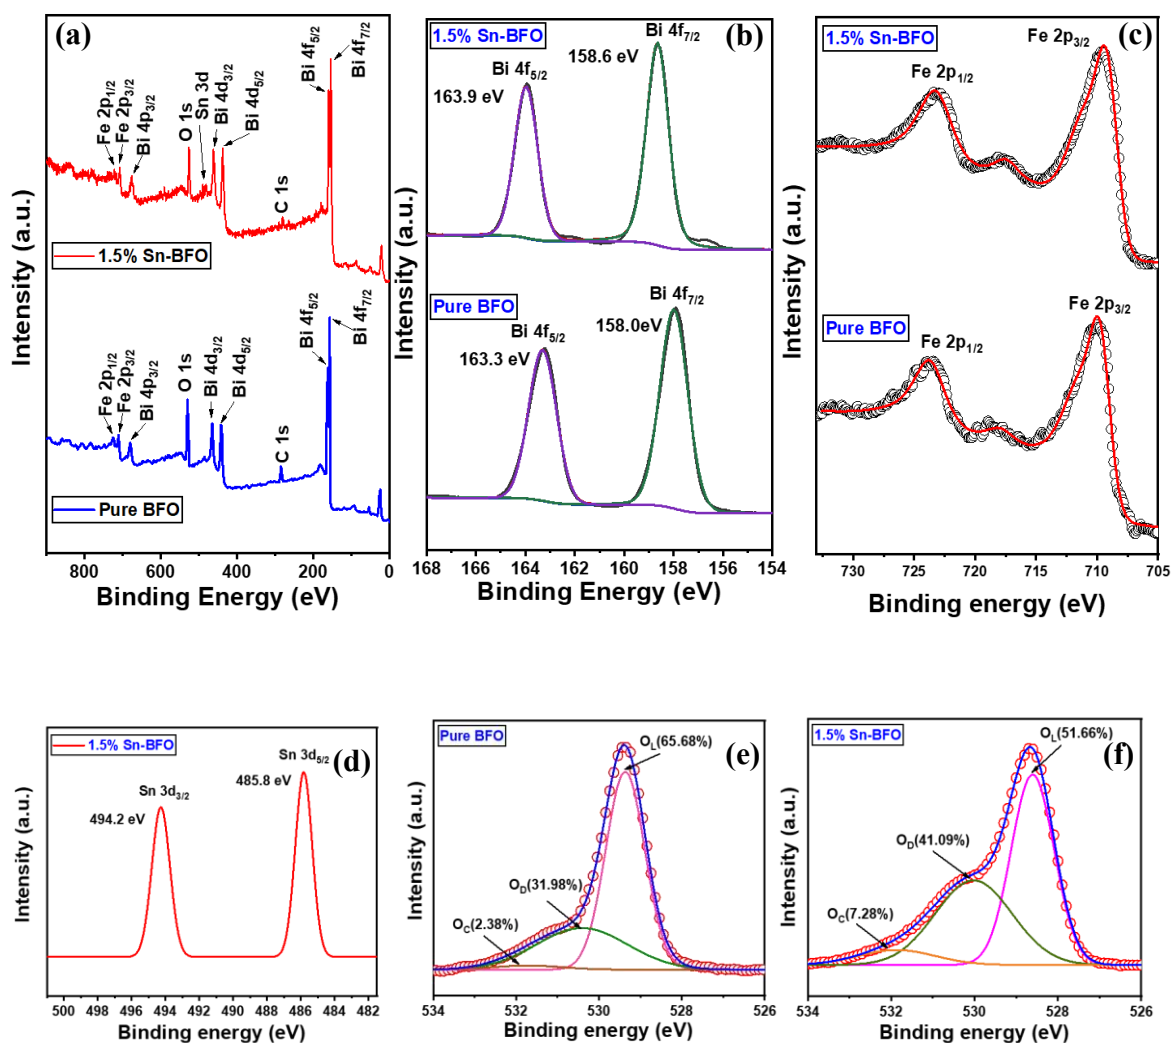 (a)
Bi 4f5/2
Bi 4f7/2
Fe 2p1/2
Fe 2p3/2
Bi 4p3/2
O 1s
Sn 3d
Bi 4d3/2
Bi 4d5/2
C 1s
1.5% Sn-BFO
Bi 4f5/2
Bi 4f7/2
Fe 2p1/2
Fe 2p3/2
Bi 4p3/2
O 1s
Bi 4d3/2
Bi 4d5/2
C 1s
Pure BFO
Intensity (a.u.)
800 600 400 200 0
Binding Energy (eV)
1.5% Sn-BFO
(b)
Bi 4f7/2
158.6 eV
Bi 4f5/2
163.9 eV
Pure BFO
Bi 4f7/2
158.0eV
Bi 4f5/2
163.3 eV
Intensity (a.u.)
168 166 164 162 160 158 156 154
Binding Energy (eV)
1.5% Sn-BFO
(c)
Fe 2p3/2
Fe 2p1/2
Pure BFO
Fe 2p3/2
Fe 2p1/2
Intensity (a.u.)
730 725 720 715 710 705
Binding energy (eV)
1.5% Sn-BFO
(d)
Sn 3d5/2
485.8 eV
Sn 3d3/2
494.2 eV
Intensity (a.u.)
500 498 496 494 492 490 488 486 484 482
Binding energy (eV)
Pure BFO
(e)
OL(65.68%)
OD(31.98%)
OC(2.38%)
Intensity (a.u.)
534 532 530 528 526
Binding energy (eV)
1.5% Sn-BFO
(f)
OL(51.66%)
OD(41.09%)
OC(7.28%)
Intensity (a.u.)
534 532 530 528 526
Binding energy (eV)